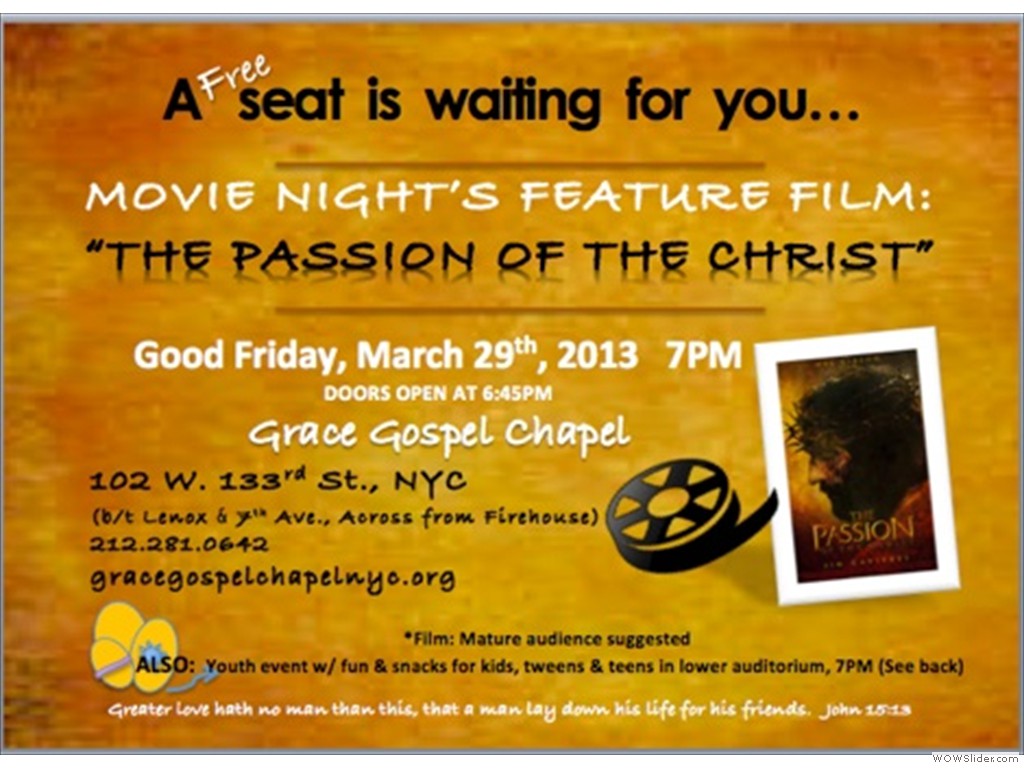 A Free seat is waiting for you...
MOVIE NIGHT'S FEATURE FILM:
"THE PASSION OF THE CHRIST"
Good Friday, March 29th, 2013 7PM
DOORS OPEN AT 6:45PM
Grace Gospel Chapel
102 W. 133rd St., NYC
(b/t Lenox & 7th Ave., Across from Firehouse)
212.281.0642
gracegospelchapelnyc.org
THE
PASSION
*Film: Mature audience suggested
ALSO: Youth event w/ fun & snacks for kids, tweens & teens in lower auditorium, 7PM (See back)
Greater love hath no man than this, that a man lay down his life for his friends. John 15:13
WOWSlider.com